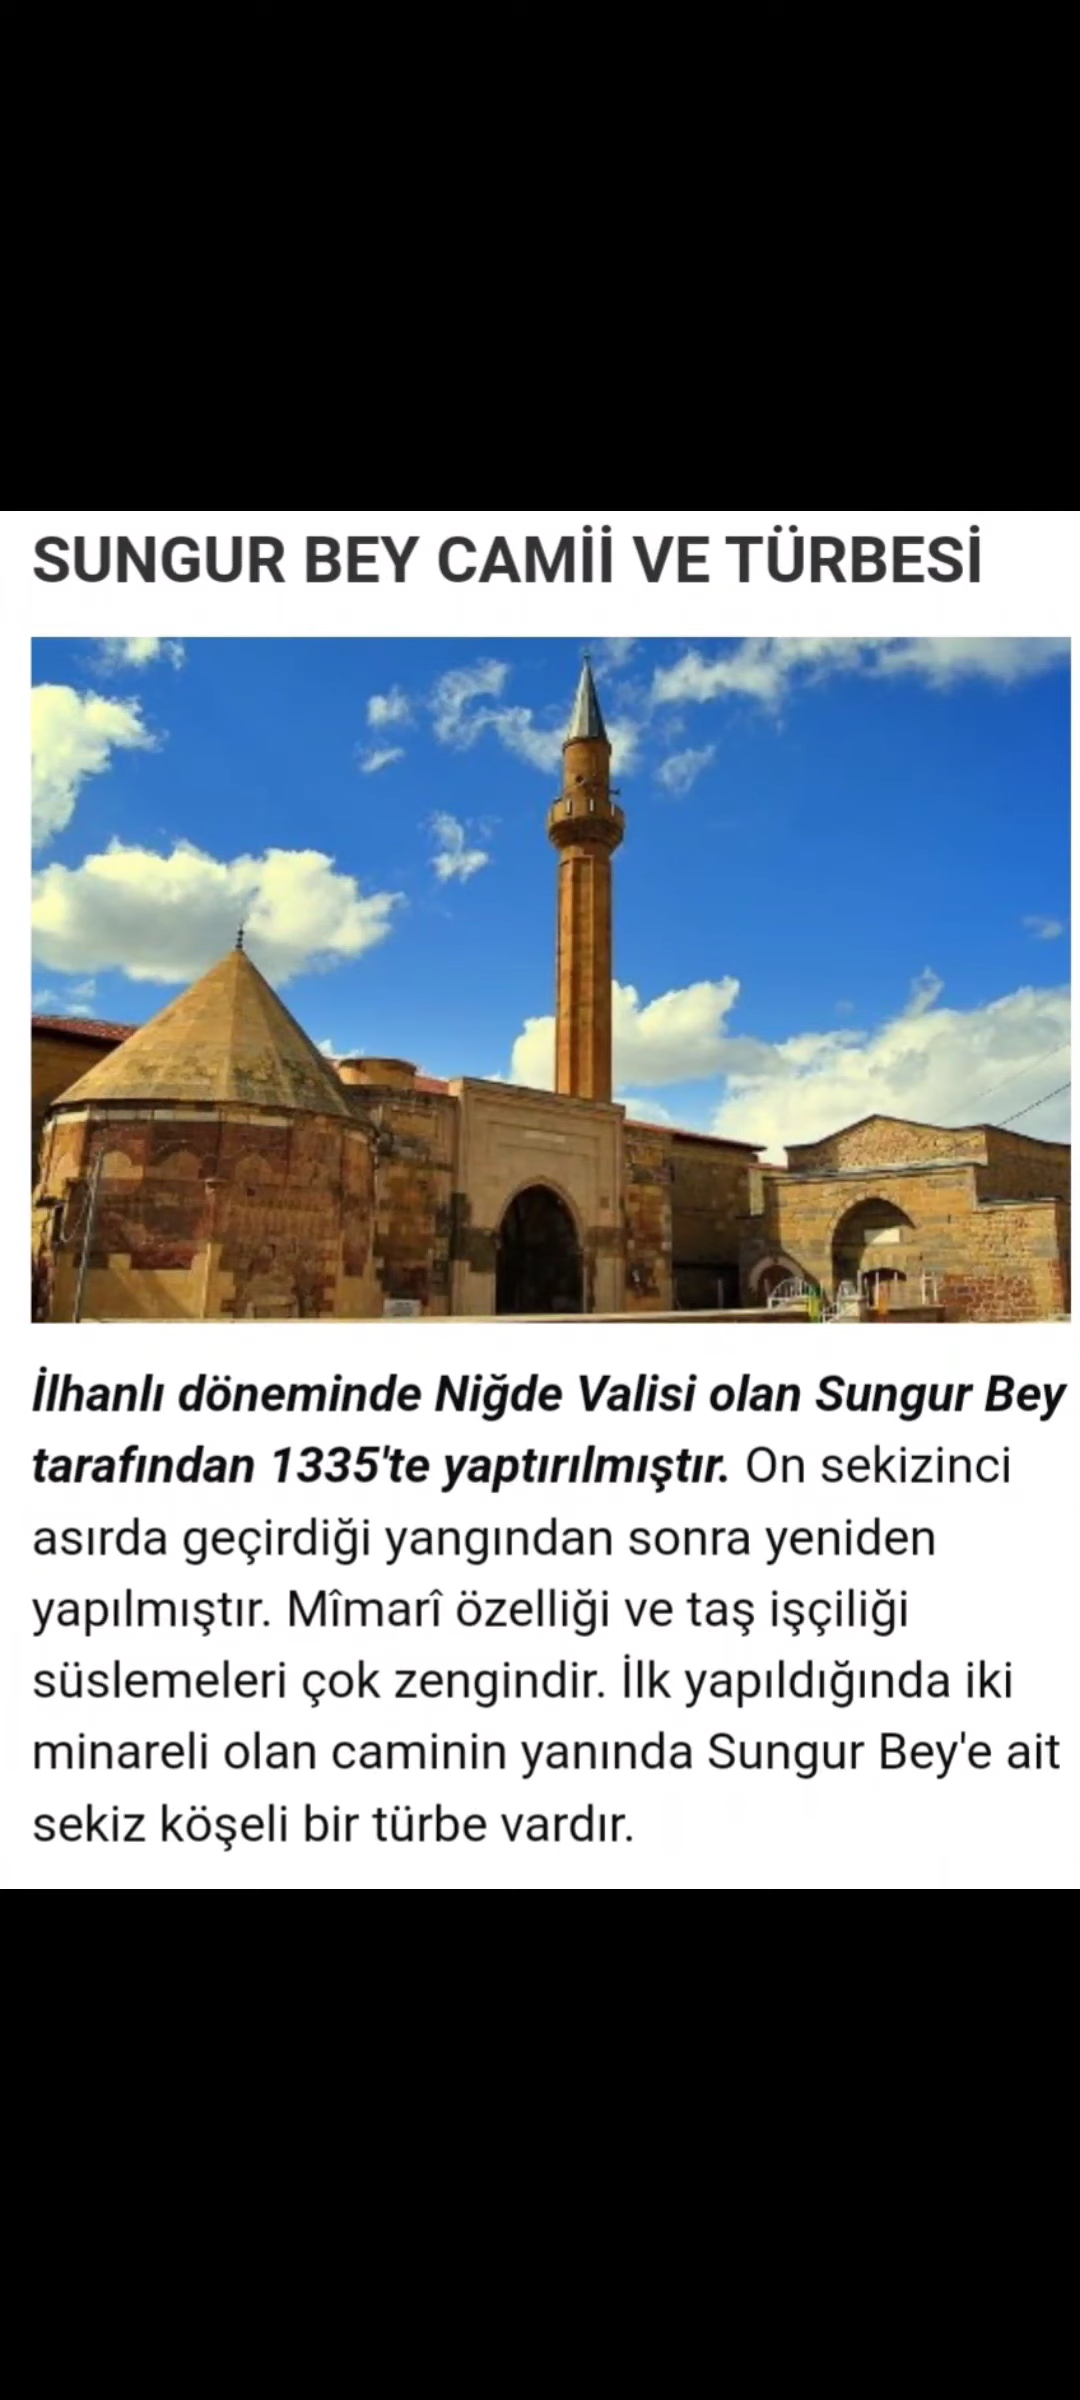 SUNGUR BEY CAMİİ VE TÜRBESİ
İlhanlı döneminde Niğde Valisi olan Sungur Bey
tarafından 1335'te yaptırılmıştır. On sekizinci
asırda geçirdiği yangından sonra yeniden
yapılmıştır. Mîmarî özelliği ve taş işçiliği
süslemeleri çok zengindir. İlk yapıldığında iki
minareli olan caminin yanında Sungur Bey'e ait
sekiz köşeli bir türbe vardır.